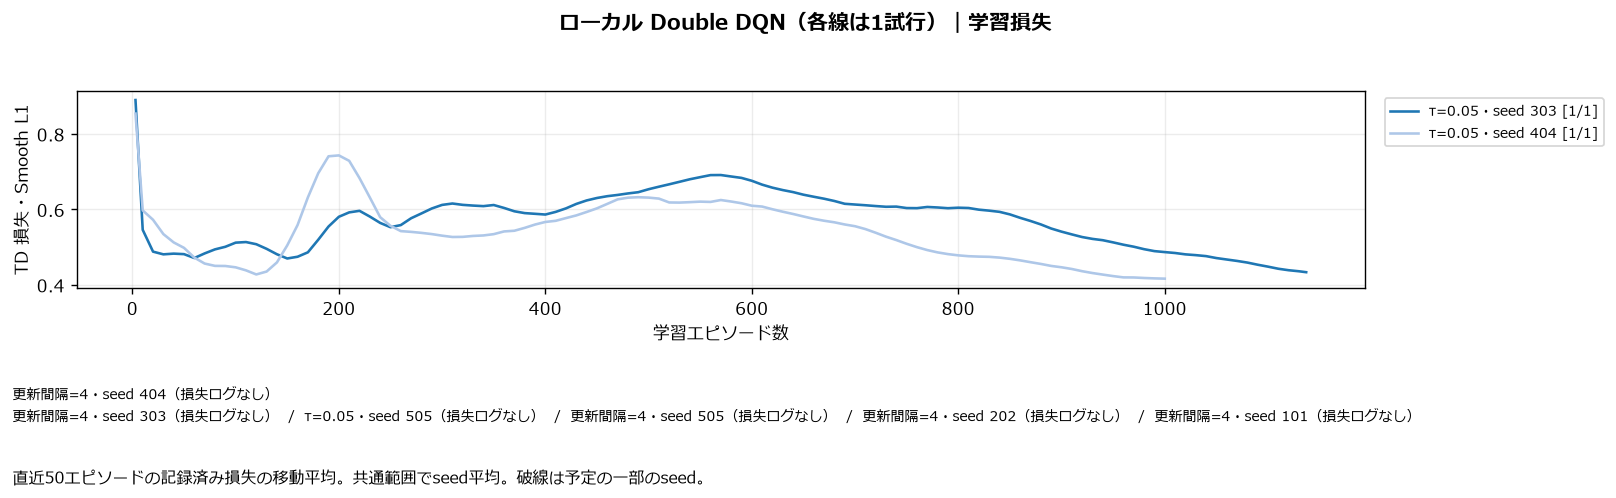 ローカル Double DQN（各線は1試行）｜学習損失
TD 損失・Smooth L1
0.8
0.6
0.4
0
200
400
600
800
1000
学習エピソード数
τ=0.05・seed 303 [1/1]
τ=0.05・seed 404 [1/1]
更新間隔=4・seed 404（損失ログなし）
更新間隔=4・seed 303（損失ログなし） / τ=0.05・seed 505（損失ログなし） / 更新間隔=4・seed 505（損失ログなし） / 更新間隔=4・seed 202（損失ログなし） / 更新間隔=4・seed 101（損失ログなし）
直近50エピソードの記録済み損失の移動平均。共通範囲でseed平均。破線は予定の一部のseed。